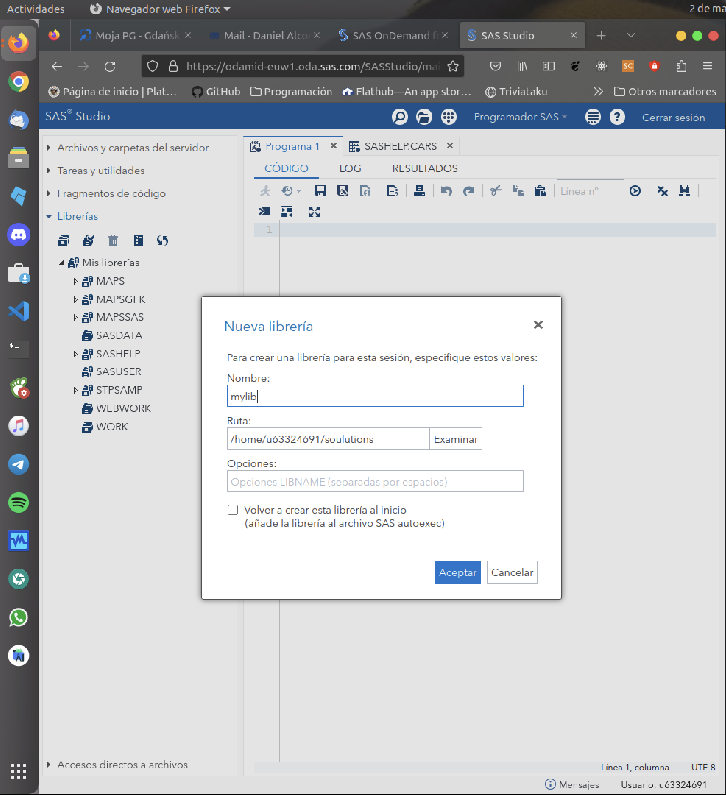 Actividades
Navegador web Firefox
2 de ma
Moja PG - Gdańsk
Mail - Daniel Alco
SAS OnDemand f
SAS Studio
https://odamid-euw1.oda.sas.com/SASStudio/mai
SC
Página de inicio | Plat…
GitHub
Programación
Flathub—An app stor…
Triviataku
Otros marcadores
SAS® Studio
Programador SAS
Cerrar sesión
Archivos y carpetas del servidor
Tareas y utilidades
Fragmentos de código
Librerías
Mis librerías
MAPS
MAPSGFK
MAPSSAS
SASDATA
SASHELP
SASUSER
STPSAMP
WEBWORK
WORK
Accesos directos a archivos
Programa 1
SASHELP.CARS
CÓDIGO
LOG
RESULTADOS
Línea nº
1
Nueva librería
Para crear una librería para esta sesión, especifique estos valores:
Nombre:
mylib
Ruta:
/home/u63324691/soulutions
Examinar
Opciones:
Opciones LIBNAME (separadas por espacios)
Volver a crear esta librería al inicio
(añade la librería al archivo SAS autoexec)
Aceptar
Cancelar
Línea 1, columna
UTF-8
Mensajes
Usuario: u63324691